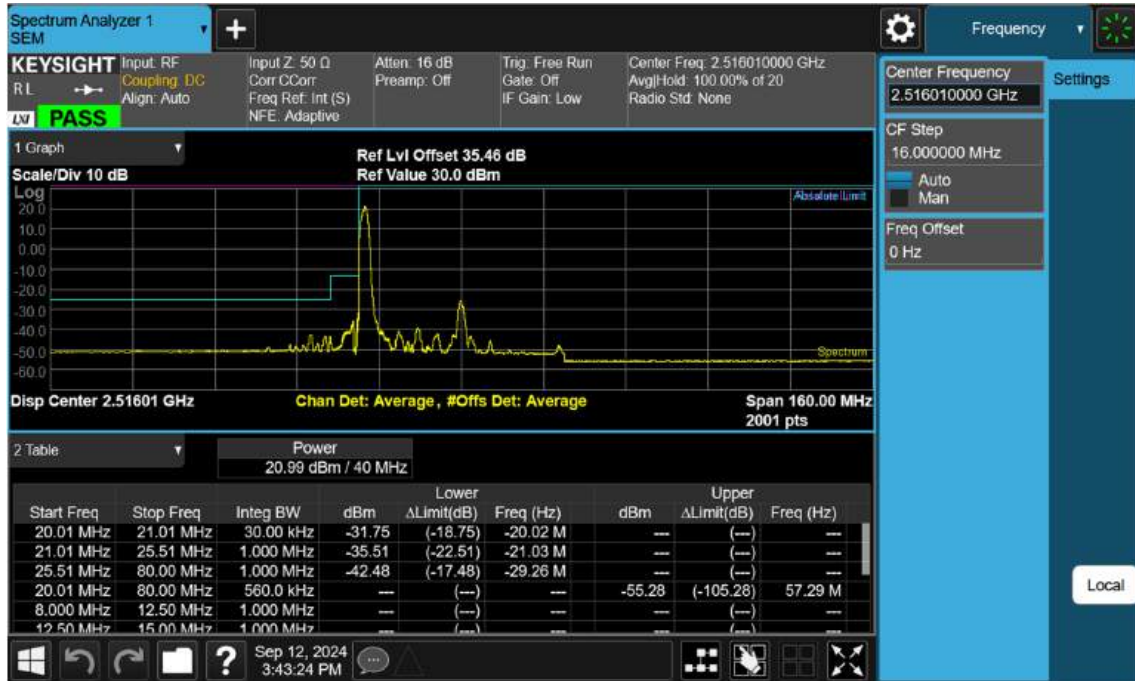 Spectrum Analyzer 1
SEM
+
Frequency
KEYSIGHT
R L
LXI
PASS
Input: RF
Coupling: DC
Align: Auto
Input Z: 50 Ω
Corr CCorr
Freq Ref: Int (S)
NFE: Adaptive
Atten: 16 dB
Preamp: Off
Trig: Free Run
Gate: Off
IF Gain: Low
Center Freq: 2.516010000 GHz
Avg|Hold: 100.00% of 20
Radio Std: None
Center Frequency
2.516010000 GHz
Settings
CF Step
16.000000 MHz
Auto
Man
Freq Offset
0 Hz
Local
1 Graph
Scale/Div 10 dB
Ref Lvl Offset 35.46 dB
Ref Value 30.0 dBm
Log
Absolute Limit
20.0
10.0
0.00
-10.0
-20.0
-30.0
-40.0
-50.0
-60.0
Spectrum
Disp Center 2.51601 GHz
Chan Det: Average, #Offs Det: Average
Span 160.00 MHz
2001 pts
2 Table
Power
20.99 dBm / 40 MHz
Lower Upper
Start Freq Stop Freq Integ BW dBm ΔLimit(dB) Freq (Hz) dBm ΔLimit(dB) Freq (Hz)
20.01 MHz 21.01 MHz 30.00 kHz -31.75 (-18.75) -20.02 M --- (---) ---
21.01 MHz 25.51 MHz 1.000 MHz -35.51 (-22.51) -21.03 M --- (---) ---
25.51 MHz 80.00 MHz 1.000 MHz -42.48 (-17.48) -29.26 M --- (---) ---
20.01 MHz 80.00 MHz 560.0 kHz --- (---) --- -55.28 (-105.28) 57.29 M
8.000 MHz 12.50 MHz 1.000 MHz --- (---) --- --- (---) ---
12.50 MHz 15.00 MHz 1.000 MHz --- (---) --- --- (---) ---
?
Sep 12, 2024
3:43:24 PM